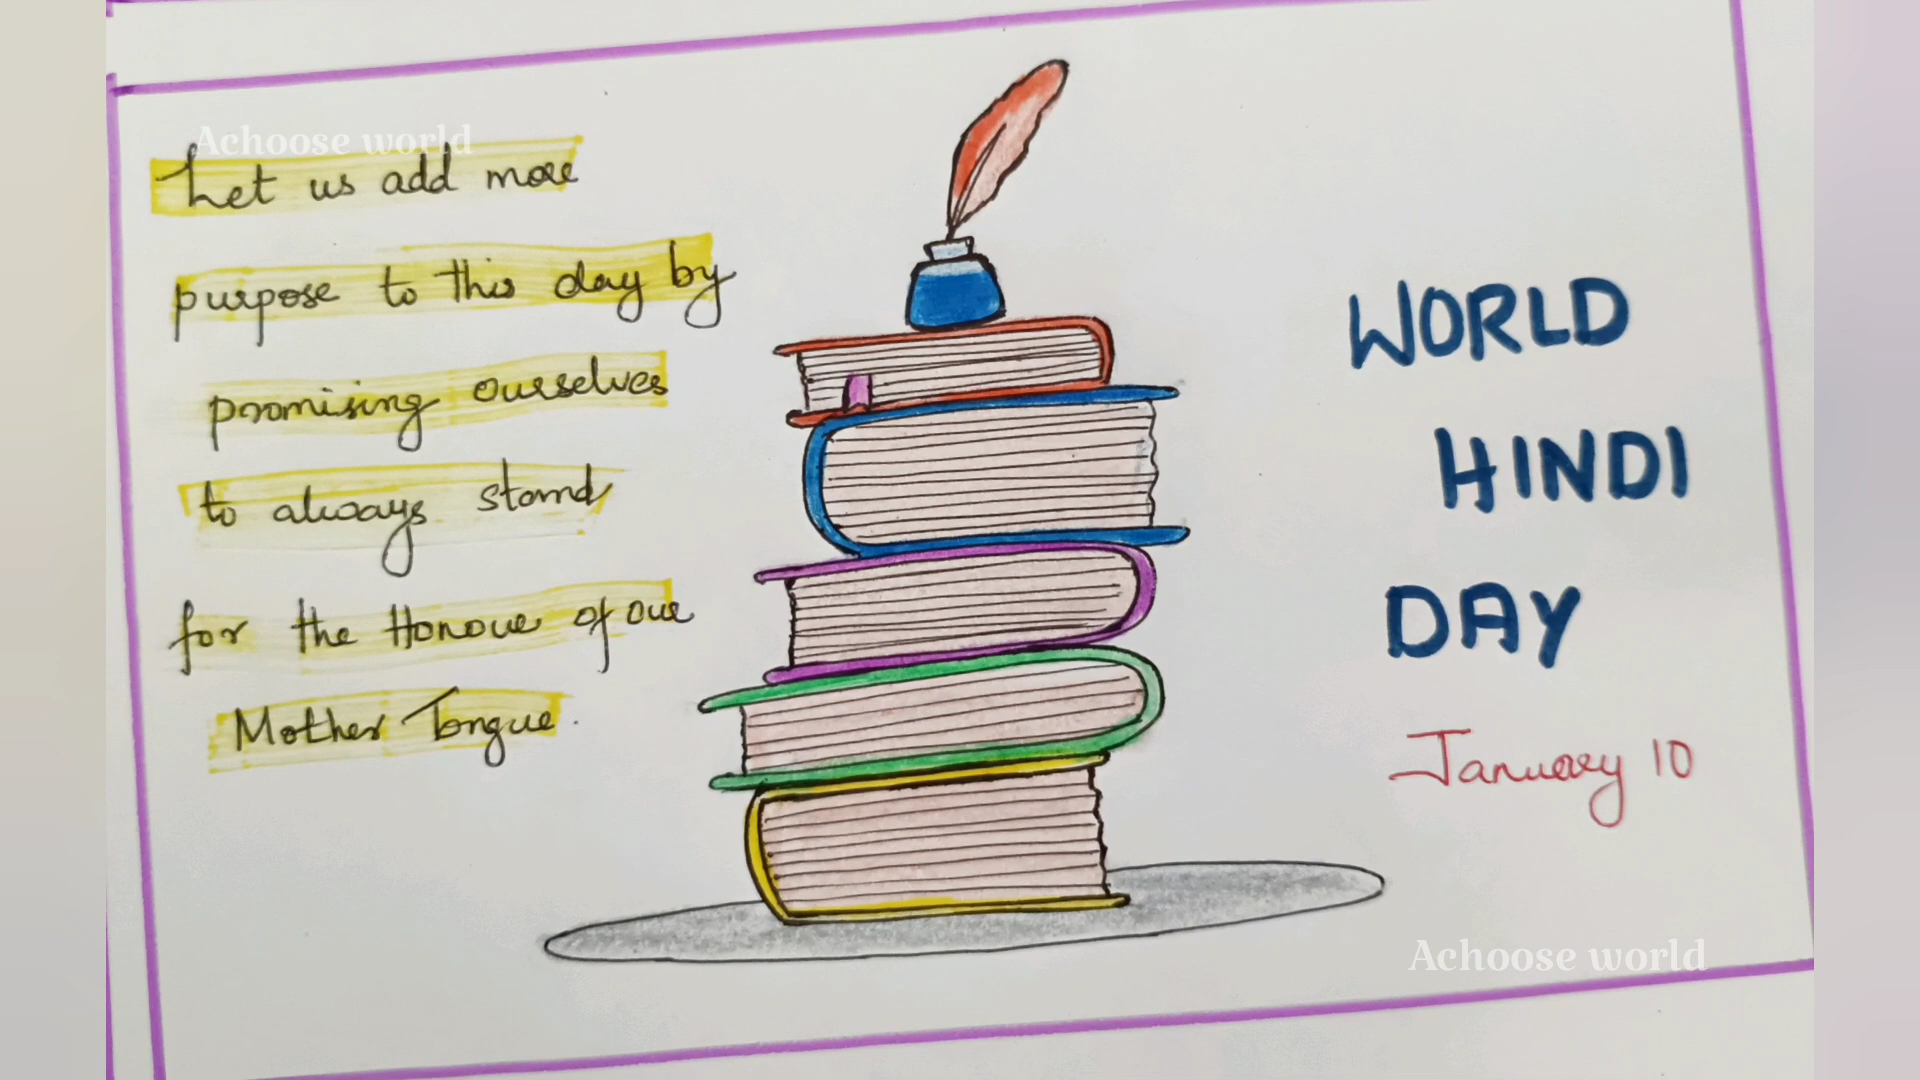 Achoose world
Let us add more
purpose to this day by
promising ourselves
to always stand
for the Honour of our
Mother Tongue.
WORLD
HINDI
DAY
January 10
Achoose world